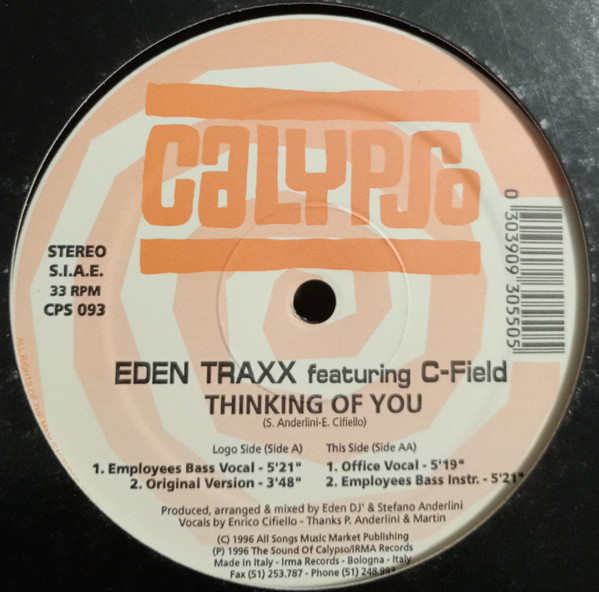 CALYPSO
STEREO
S.I.A.E.
33 RPM
CPS 093
0 303909 305505
EDEN TRAXX featuring C-Field
THINKING OF YOU
(S. Anderlini-E. Cifiello)
Logo Side (Side A)
1. Employees Bass Vocal - 5'21"
2. Original Version - 3'48"
This Side (Side AA)
1. Office Vocal - 5'19"
2. Employees Bass Instr. - 5'21"
Produced, arranged & mixed by Eden DJ' & Stefano Anderlini
Vocals by Enrico Cifiello - Thanks P. Anderlini & Martin
(C) 1996 All Songs Music Market Publishing
(P) 1996 The Sound Of Calypso/IRMA Records
Made in Italy - Irma Records - Bologna - Italy
Fax (51) 253.787 - Phone (51) 248.98*
ALL RIGHTS OF